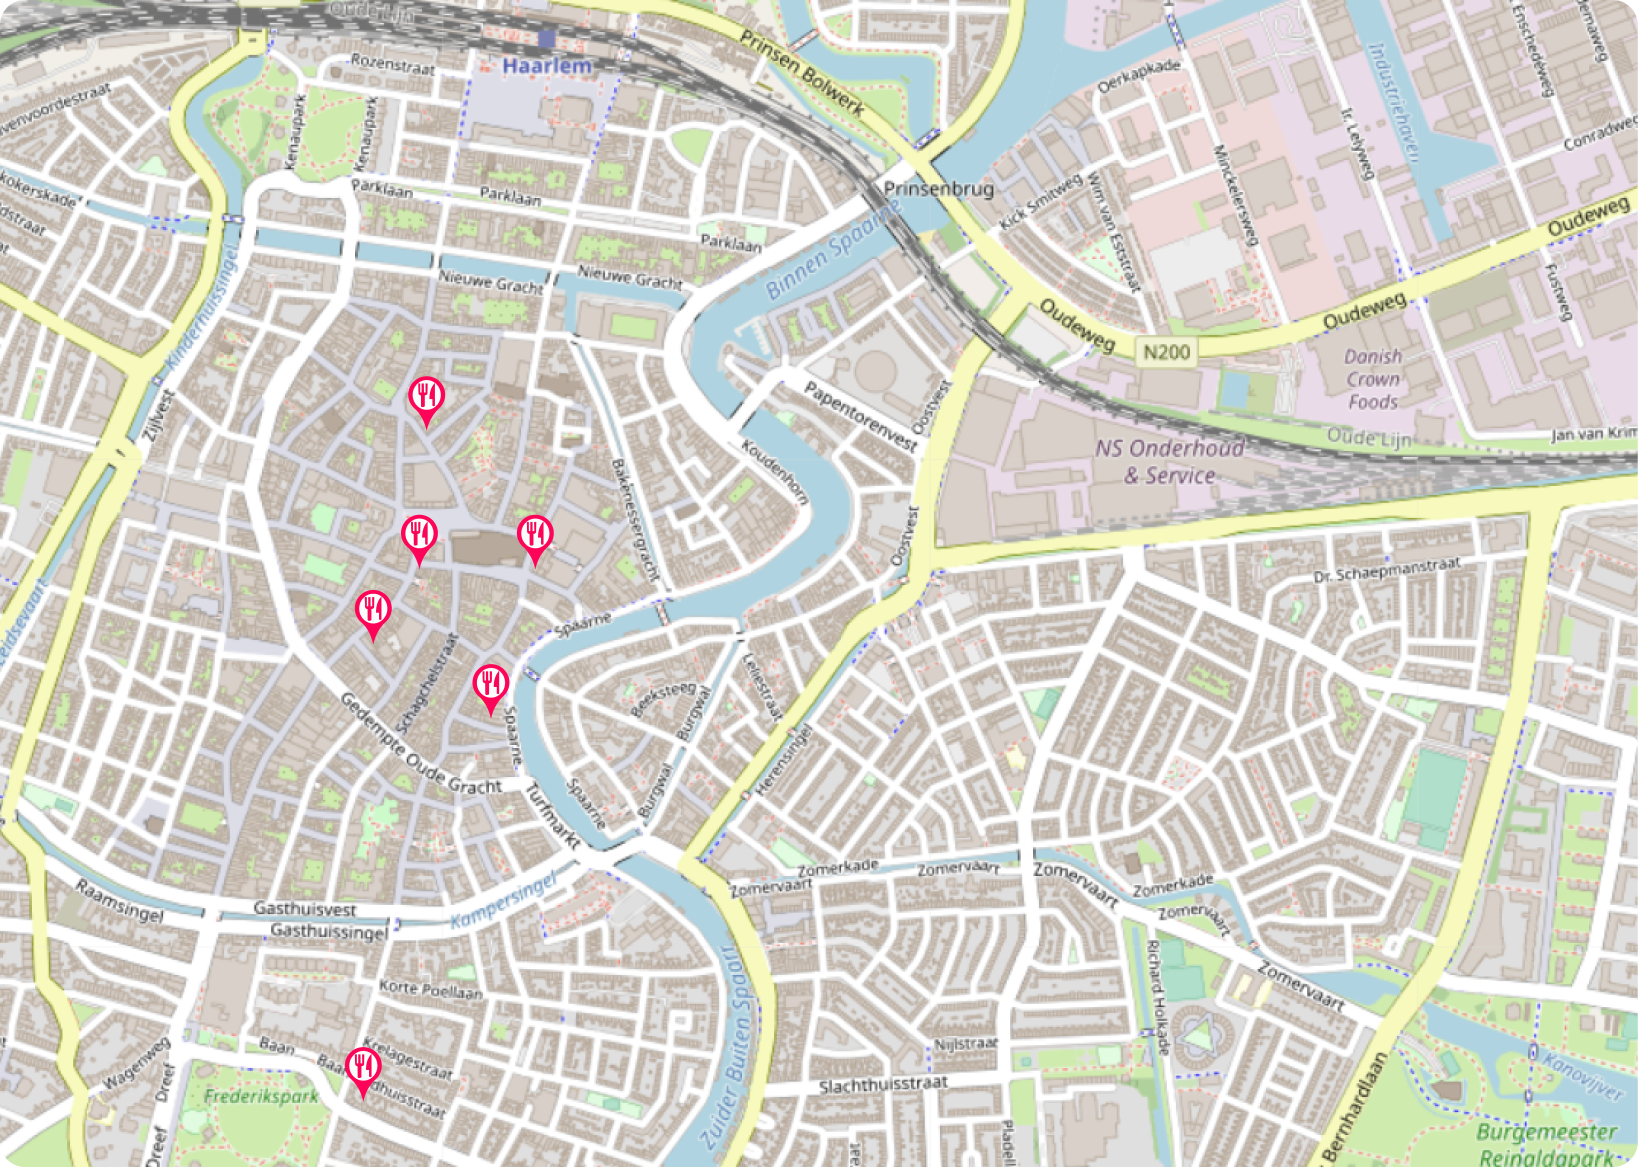 Oude Lijn
Haarlem
Rozenstraat
Prinsen Bolwerk
Oerkapkade
Industriehaven
Ir. Lelyweg
Enschedéweg
Conradweg
Kenaupark
Kenaupark
Minckelersweg
Parklaan
Parklaan
Prinsenbrug
Kick Smitweg
Wim van Eststraat
kokerskade
Parklaan
Binnen Spaarne
Oudeweg
Nieuwe Gracht
Nieuwe Gracht
Kinderhuissingel
Fustweg
Oudeweg
Oudeweg
N200
Danish
Crown
Foods
Zijlvest
Papentorenvest
Oostvest
Oude Lijn
Jan van Krim
NS Onderhoud
& Service
Koudenhorn
Bakenessergracht
Oostvest
Dr. Schaepmanstraat
Leidsevaart
Spaarne
Schagchelstraat
Beeksteeg
Leliestraat
Burgwal
Spaarne
Gedempte Oude Gracht
Herensingel
Spaarne
Burgwal
Turfmarkt
Zomerkade
Zomervaart
Zomervaart
Zomervaart
Zomerkade
Zomervaart
Raamsingel
Gasthuisvest
Gasthuissingel
Kampersingel
Zuider Buiten Spaarne
Richard Holkade
Zomervaart
Korte Poellaan
Wagenweg
Baan
Krelagestraat
Nijlstraat
Dreef
Slachthuisstraat
Frederikspark
Kanovijver
Bernhardlaan
Dreef
Burgemeester
Reinaldapark